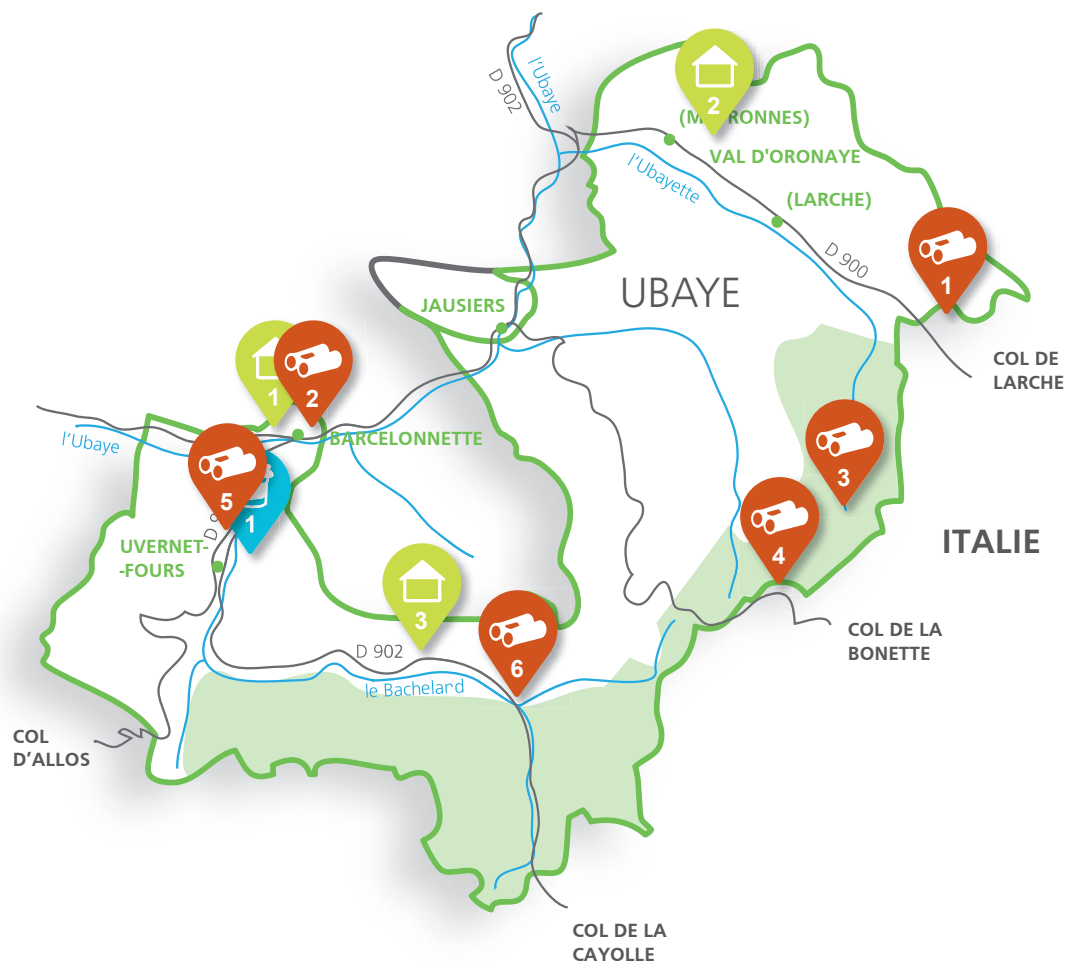 l'Ubaye
D 902
2
(M RONNES)
VAL D'ORONAYE
l'Ubayette
(LARCHE)
D 900
1
UBAYE
JAUSIERS
COL DE
LARCHE
1
2
l'Ubaye
BARCELONNETTE
3
5
1
D 9
4
ITALIE
UVERNET-
-FOURS
3
6
COL DE LA
BONETTE
D 902
le Bachelard
COL
D'ALLOS
COL DE LA
CAYOLLE